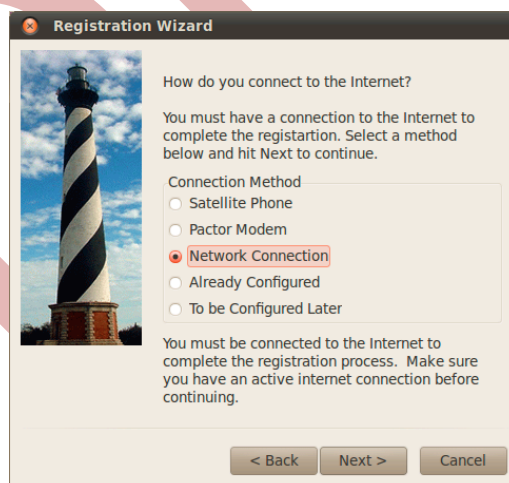 Registration Wizard
How do you connect to the Internet?
You must have a connection to the Internet to
complete the registartion. Select a method
below and hit Next to continue.
Connection Method
Satellite Phone
Pactor Modem
Network Connection
Already Configured
To be Configured Later
You must be connected to the Internet to
complete the registration process.  Make sure
you have an active internet connection before
continuing.
< Back Next > Cancel